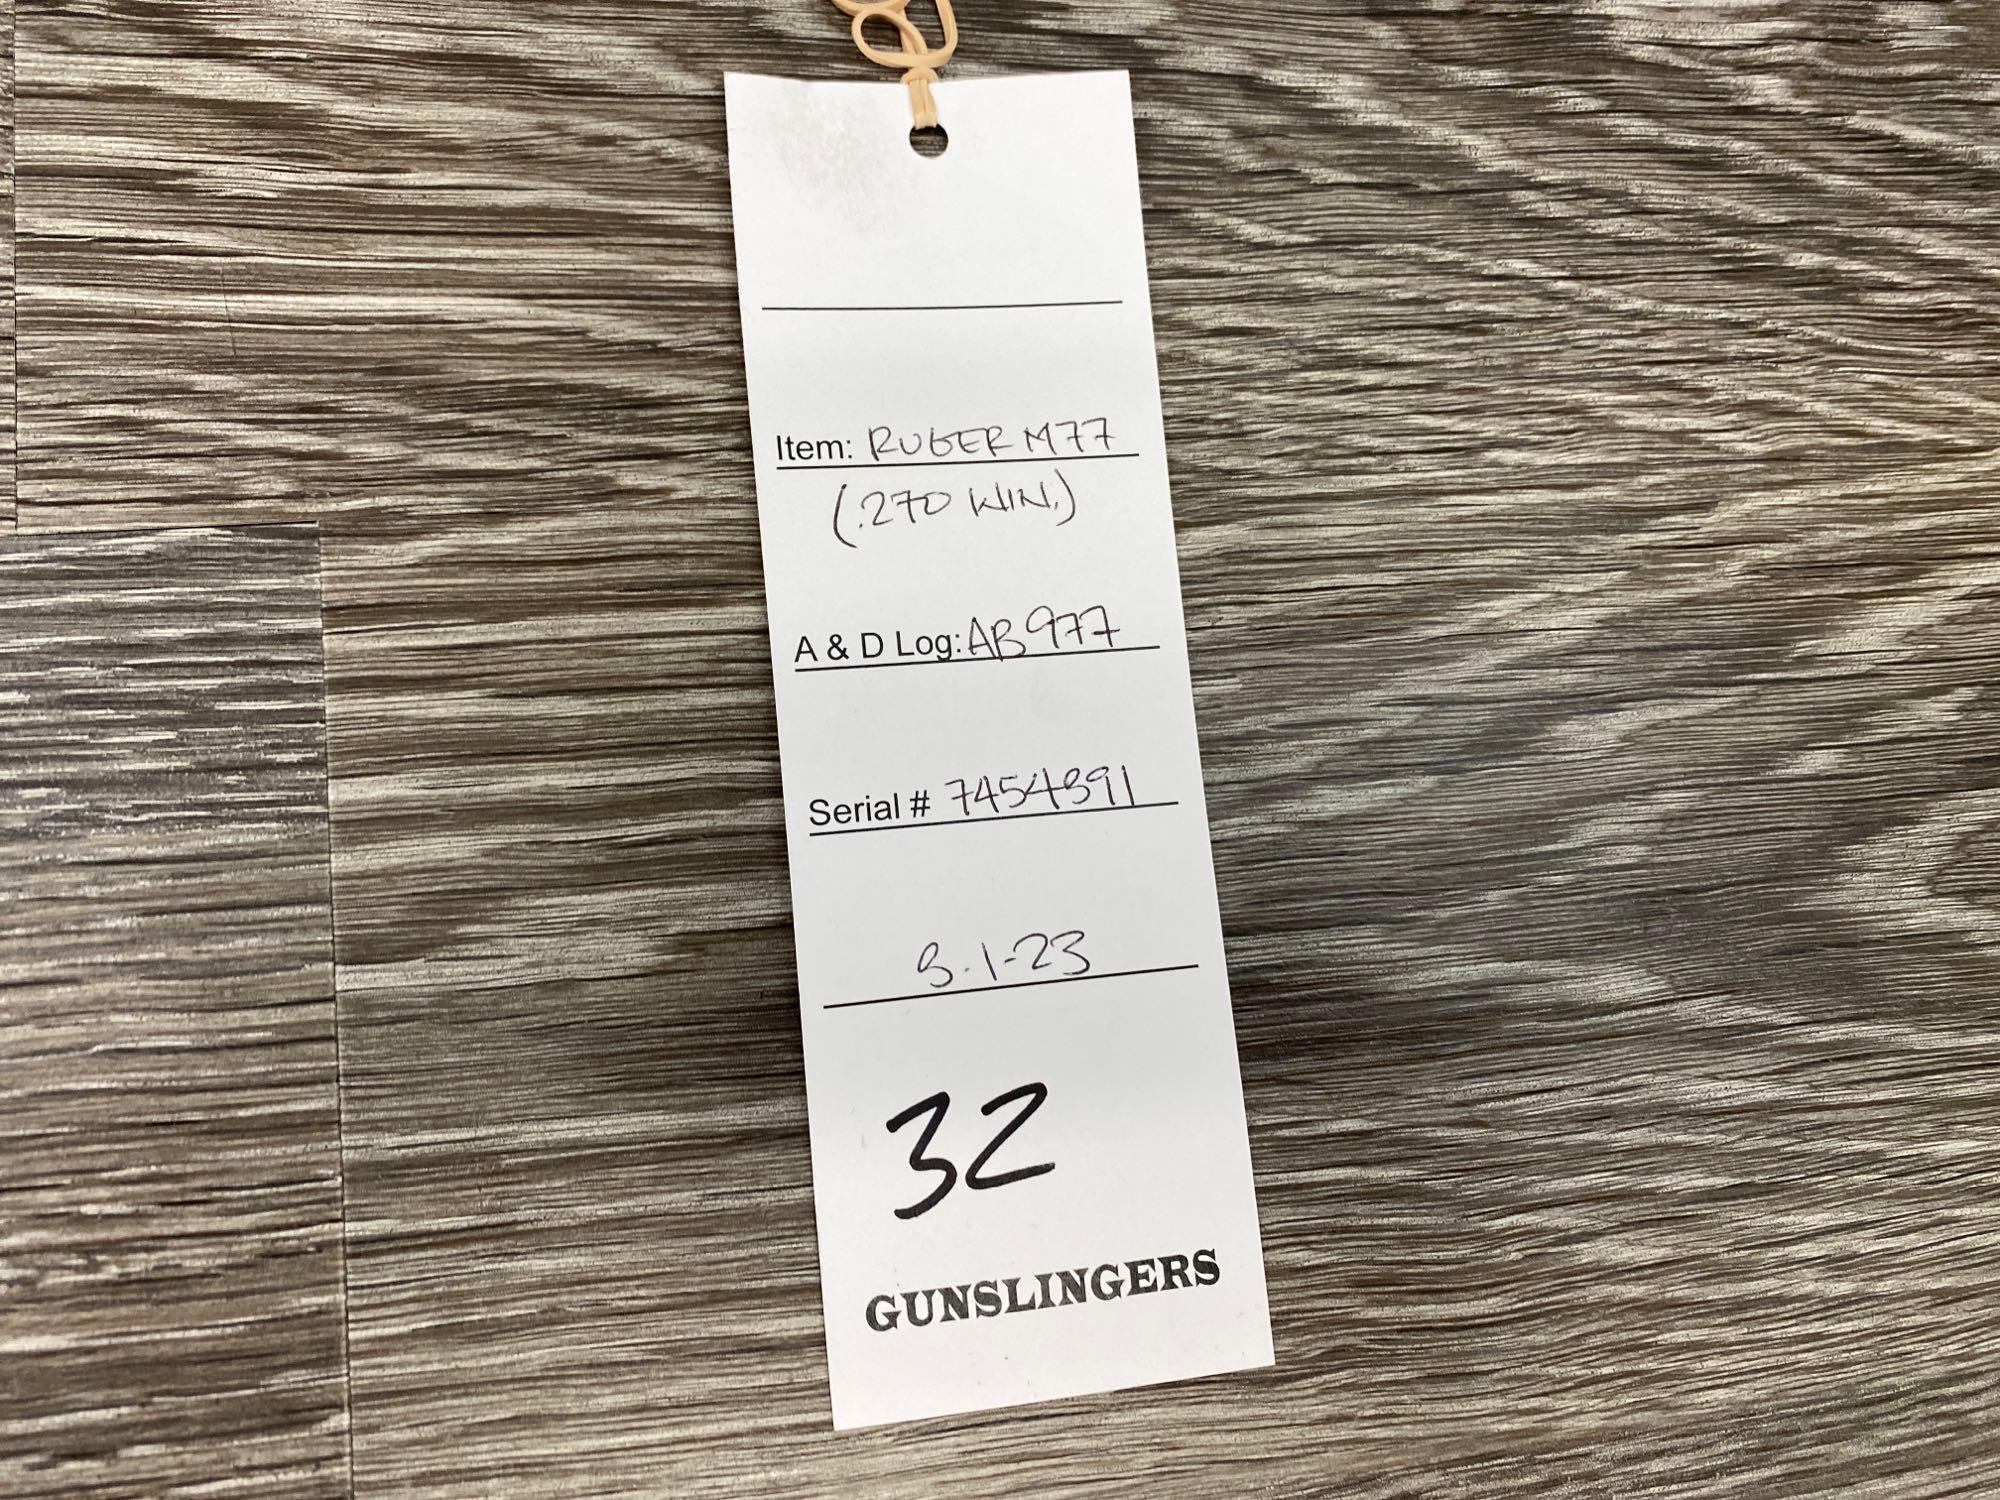 Item: RUGER M77
(.270 WIN.)
A & D Log: AB977
Serial # 7454891
8-1-23
32
GUNSLINGERS